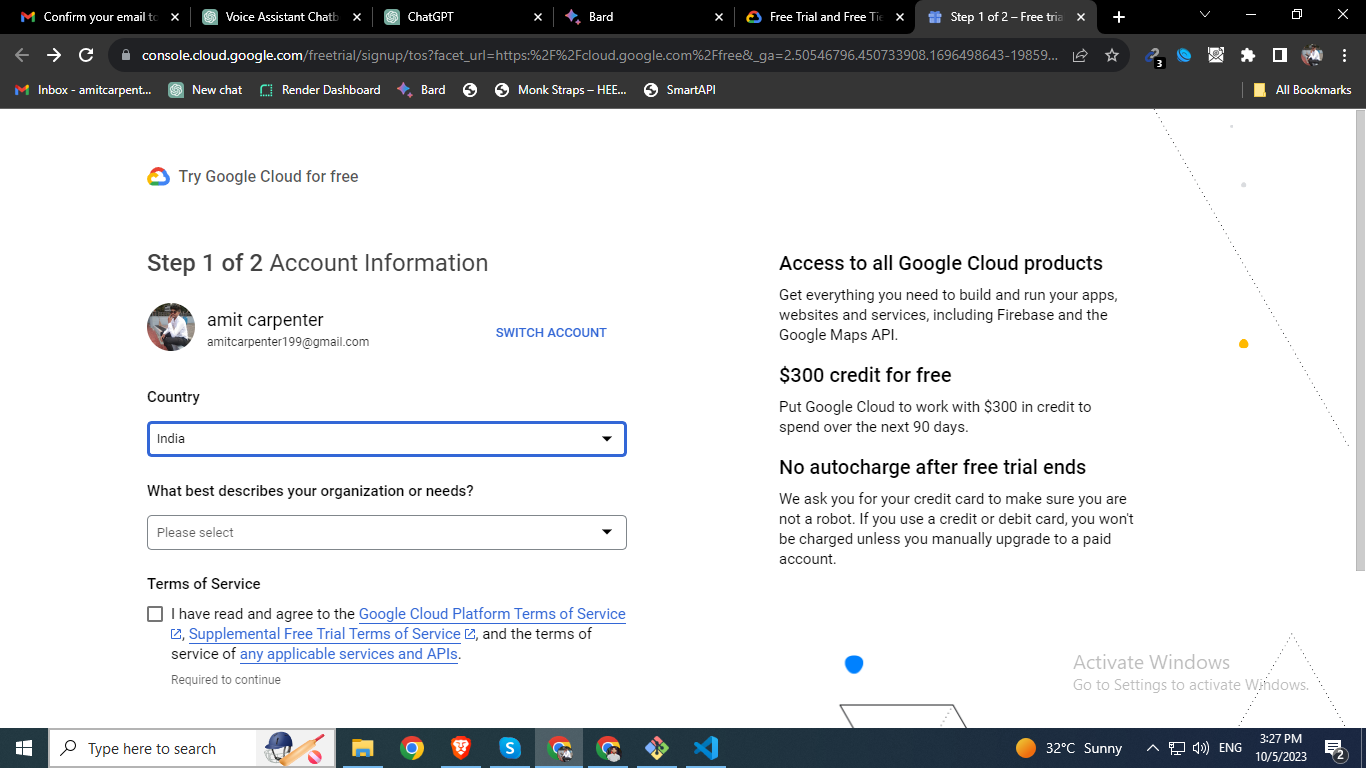 Confirm your email to
Voice Assistant Chatb
ChatGPT
Bard
Free Trial and Free Tie
Step 1 of 2 – Free tria
console.cloud.google.com/freetrial/signup/tos?facet_url=https:%2F%2Fcloud.google.com%2Ffree&_ga=2.50546796.450733908.1696498643-19859...
3
Inbox - amitcarpent...
New chat
Render Dashboard
Bard
Monk Straps – HEE...
SmartAPI
All Bookmarks
Try Google Cloud for free
Step 1 of 2 Account Information
amit carpenter
amitcarpenter199@gmail.com
SWITCH ACCOUNT
Country
India
What best describes your organization or needs?
Please select
Terms of Service
I have read and agree to the Google Cloud Platform Terms of Service
, Supplemental Free Trial Terms of Service , and the terms of
service of any applicable services and APIs.
Required to continue
Access to all Google Cloud products
Get everything you need to build and run your apps,
websites and services, including Firebase and the
Google Maps API.
$300 credit for free
Put Google Cloud to work with $300 in credit to
spend over the next 90 days.
No autocharge after free trial ends
We ask you for your credit card to make sure you are
not a robot. If you use a credit or debit card, you won't
be charged unless you manually upgrade to a paid
account.
Activate Windows
Go to Settings to activate Windows.
Type here to search
32°C Sunny
ENG
3:27 PM
10/5/2023
2